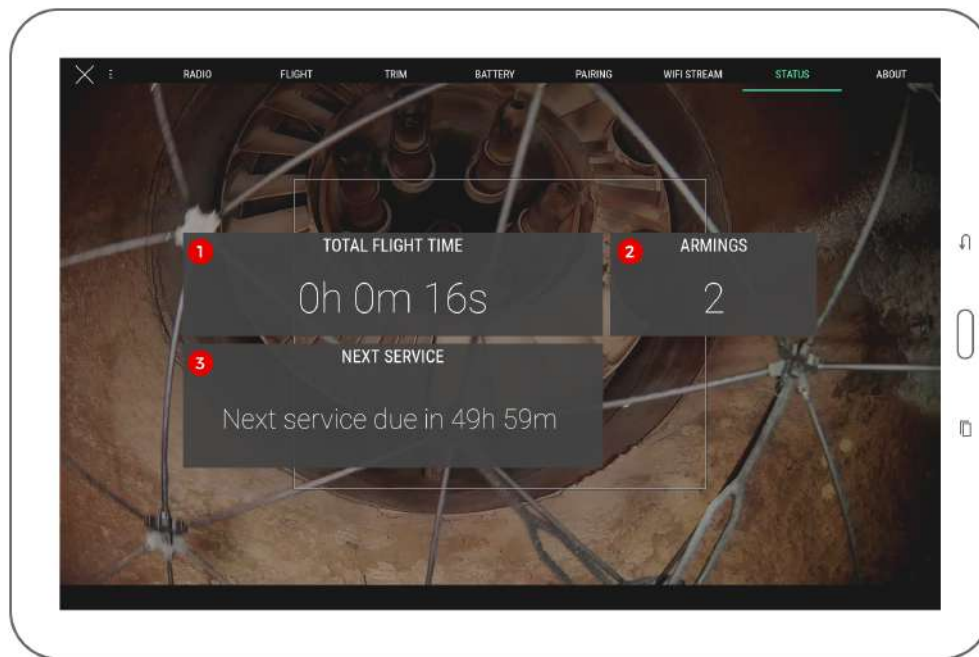 RADIO FLIGHT TRIM BATTERY PAIRING WIFI STREAM STATUS ABOUT
1 TOTAL FLIGHT TIME
0h 0m 16s
2 ARMINGS
2
3 NEXT SERVICE
Next service due in 49h 59m